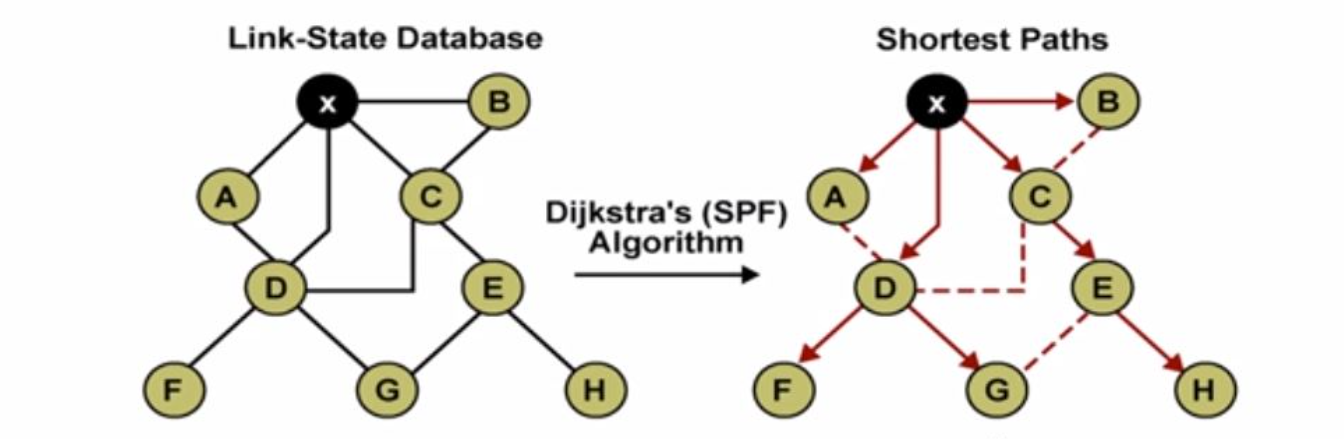 Link-State Database
x
B
A
C
D
E
F
G
H
Dijkstra's (SPF)
Algorithm
Shortest Paths
x
B
A
C
D
E
F
G
H